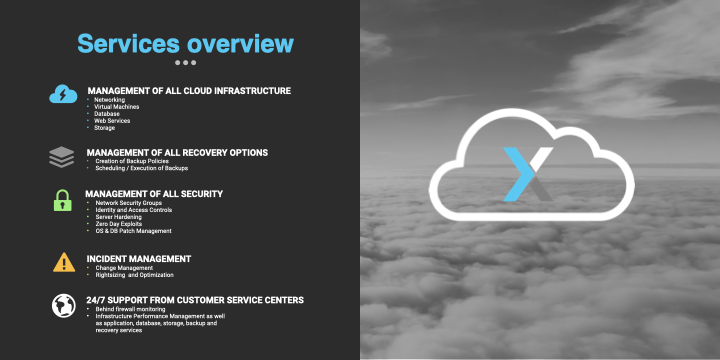 Services overview
MANAGEMENT OF ALL CLOUD INFRASTRUCTURE
Networking
Virtual Machines
Database
Web Services
Storage
MANAGEMENT OF ALL RECOVERY OPTIONS
Creation of Backup Policies
Scheduling / Execution of Backups
MANAGEMENT OF ALL SECURITY
Network Security Groups
Identity and Access Controls
Server Hardening
Zero Day Exploits
OS & DB Patch Management
INCIDENT MANAGEMENT
Change Management
Rightsizing and Optimization
24/7 SUPPORT FROM CUSTOMER SERVICE CENTERS
Behind firewall monitoring
Infrastructure Performance Management as well
as application, database, storage, backup and
recovery services